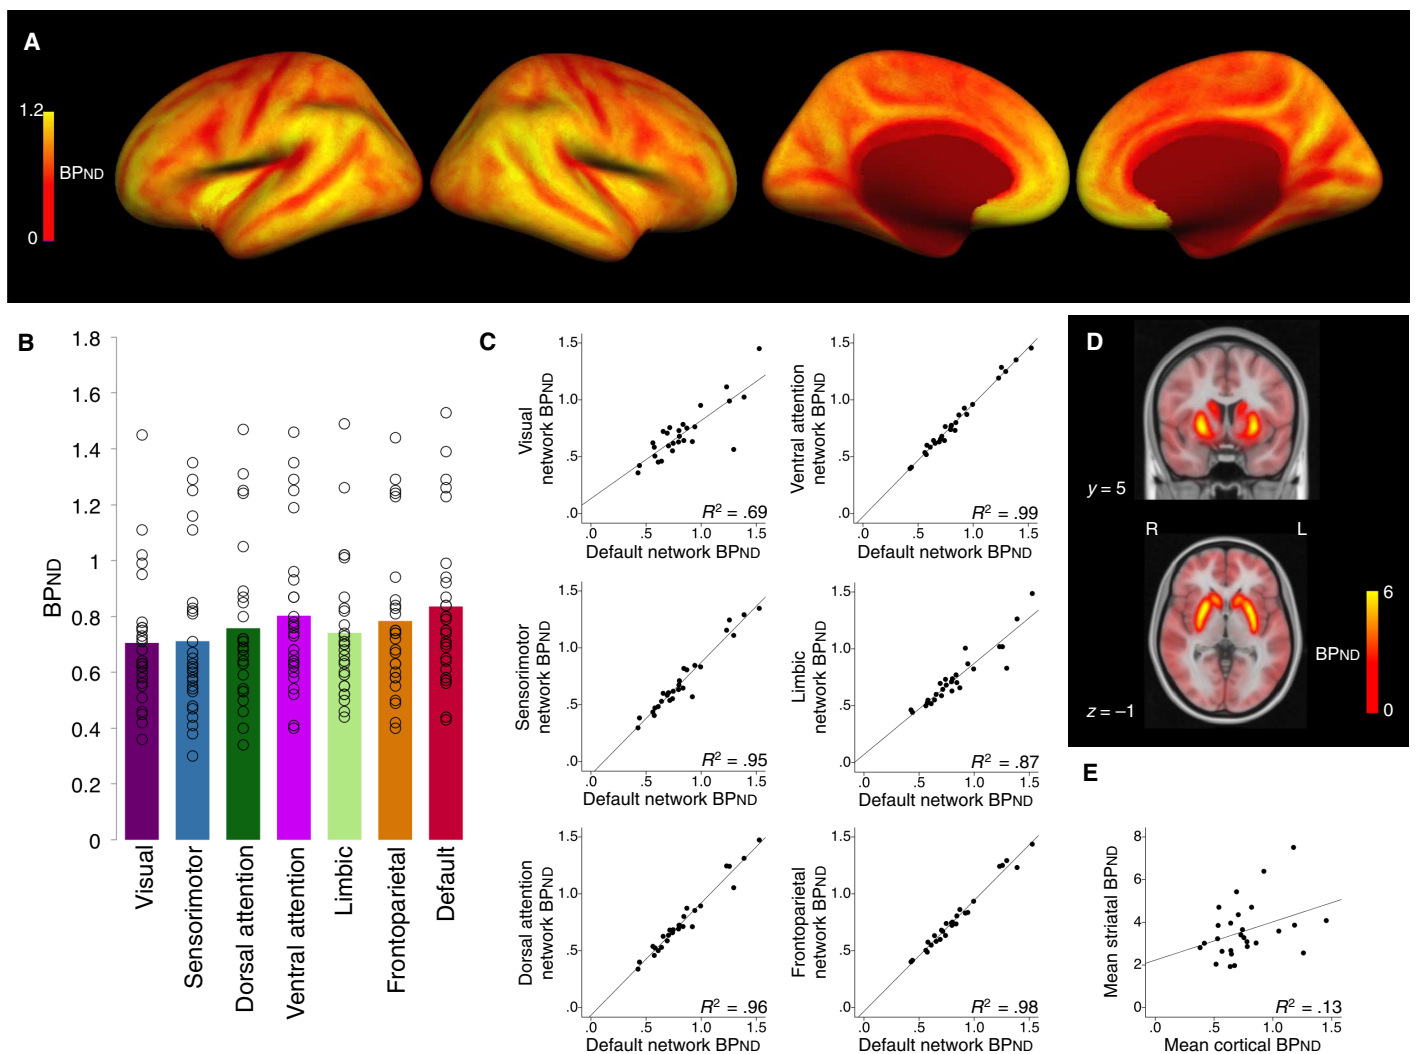 A
1.2
BPND
0
B
1.8
1.6
1.4
1.2
1
0.8
0.6
0.4
0.2
0
BPND
Visual
Sensorimotor
Dorsal attention
Ventral attention
Limbic
Frontoparietal
Default
C
Visual
network BPND
1.5
1.0
.5
.0
R² = .69
.0 .5 1.0 1.5
Default network BPND
Ventral attention
network BPND
1.5
1.0
.5
.0
R² = .99
.0 .5 1.0 1.5
Default network BPND
Sensorimotor
network BPND
1.5
1.0
.5
.0
R² = .95
.0 .5 1.0 1.5
Default network BPND
Limbic
network BPND
1.5
1.0
.5
.0
R² = .87
.0 .5 1.0 1.5
Default network BPND
Dorsal attention
network BPND
1.5
1.0
.5
.0
R² = .96
.0 .5 1.0 1.5
Default network BPND
Frontoparietal
network BPND
1.5
1.0
.5
.0
R² = .98
.0 .5 1.0 1.5
Default network BPND
D
y = 5
R L
6
BPND
0
z = −1
E
Mean striatal BPND
8
6
4
2
0
R² = .13
.0 .5 1.0 1.5
Mean cortical BPND